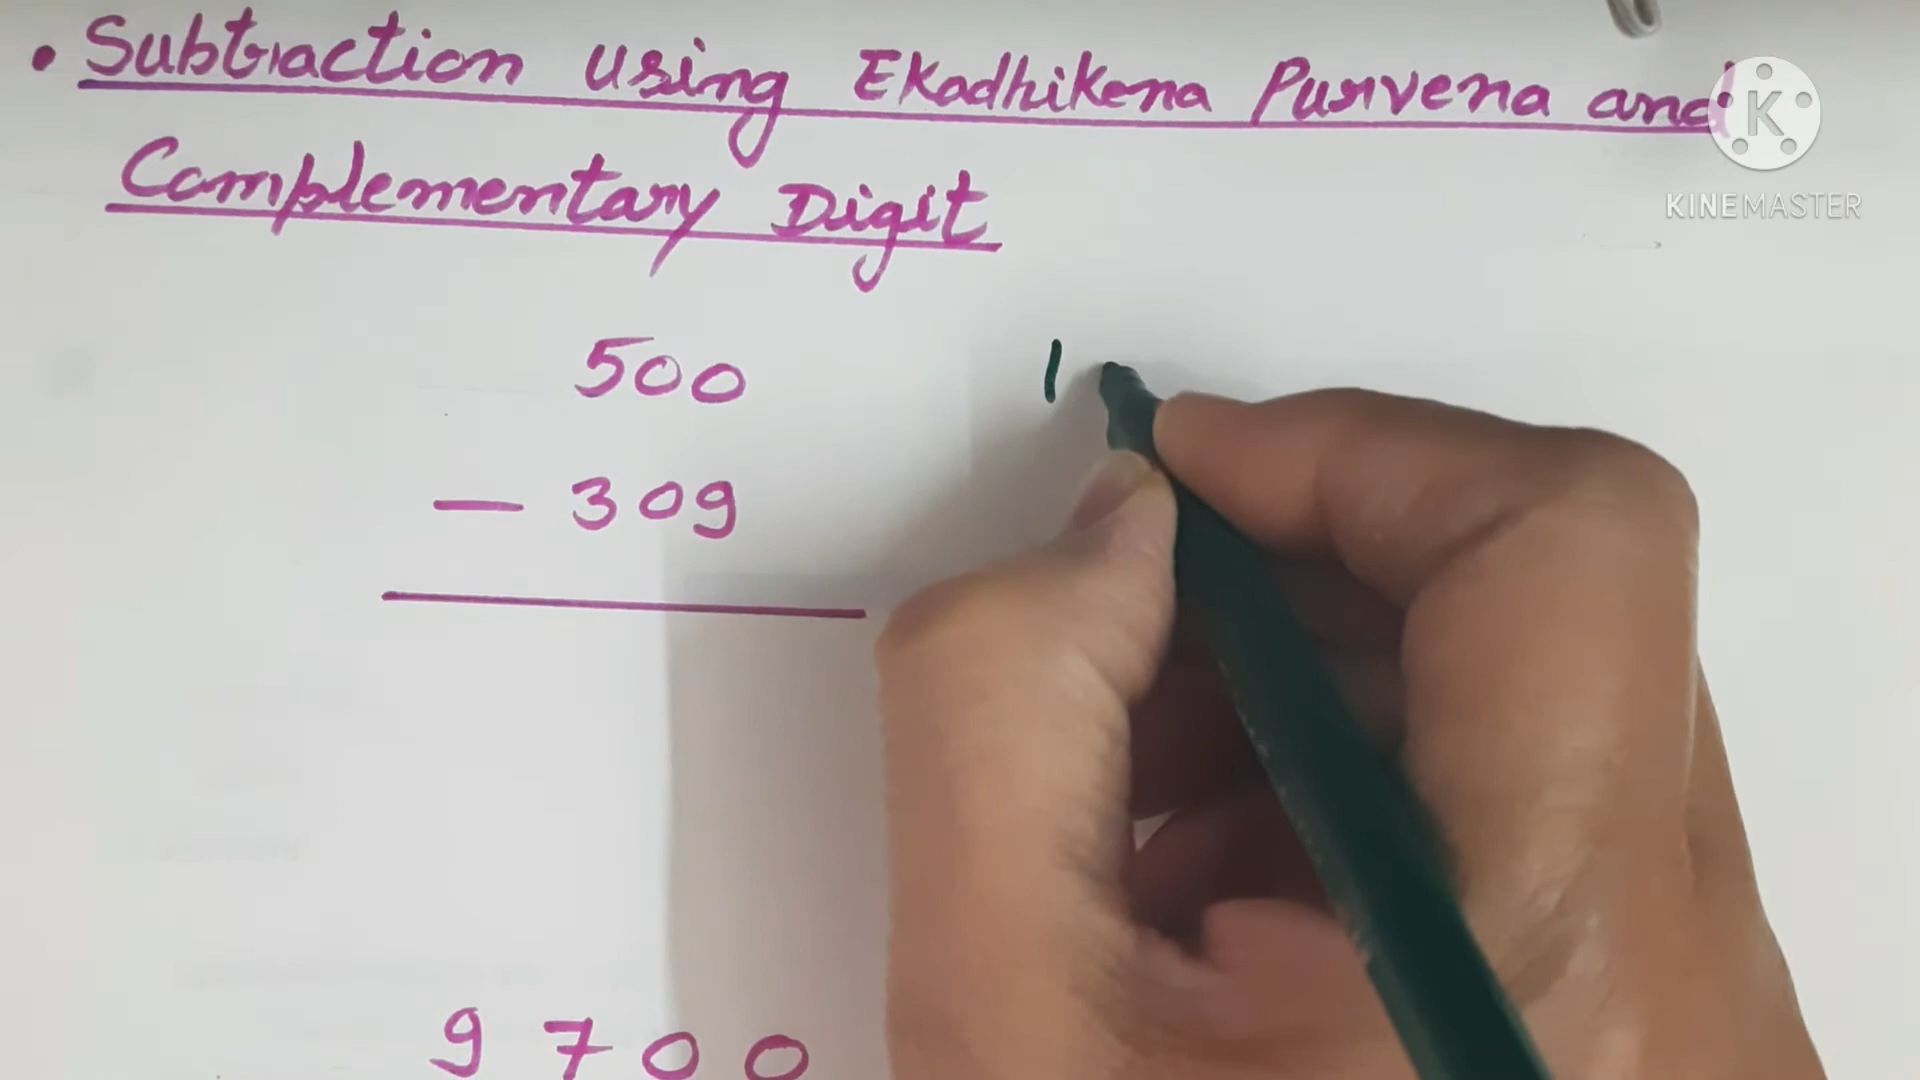 • Subtraction using Ekadhikena Purvena and
Complementary Digit
K
KINEMASTER
500 1
- 309
9700